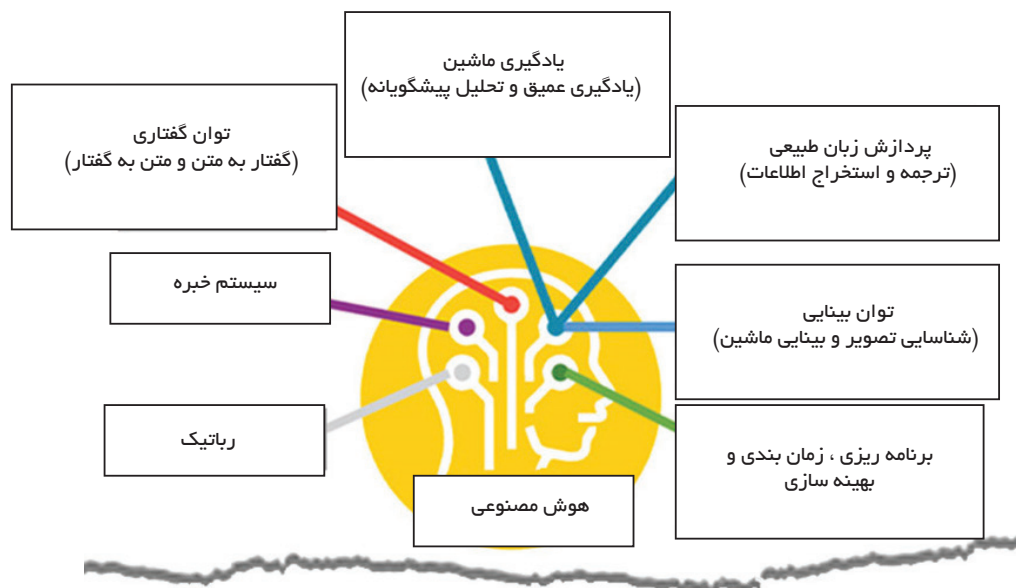 یادگیری ماشین
(یادگیری عمیق و تحلیل پیشگویانه)
پردازش زبان طبیعی
(ترجمه و استخراج اطلاعات)
توان گفتاری
(گفتار به متن و متن به گفتار)
سیستم خبره
توان بینایی
(شناسایی تصویر و بینایی ماشین)
رباتیک
برنامه ریزی ، زمان بندی و
بهینه سازی
هوش مصنوعی